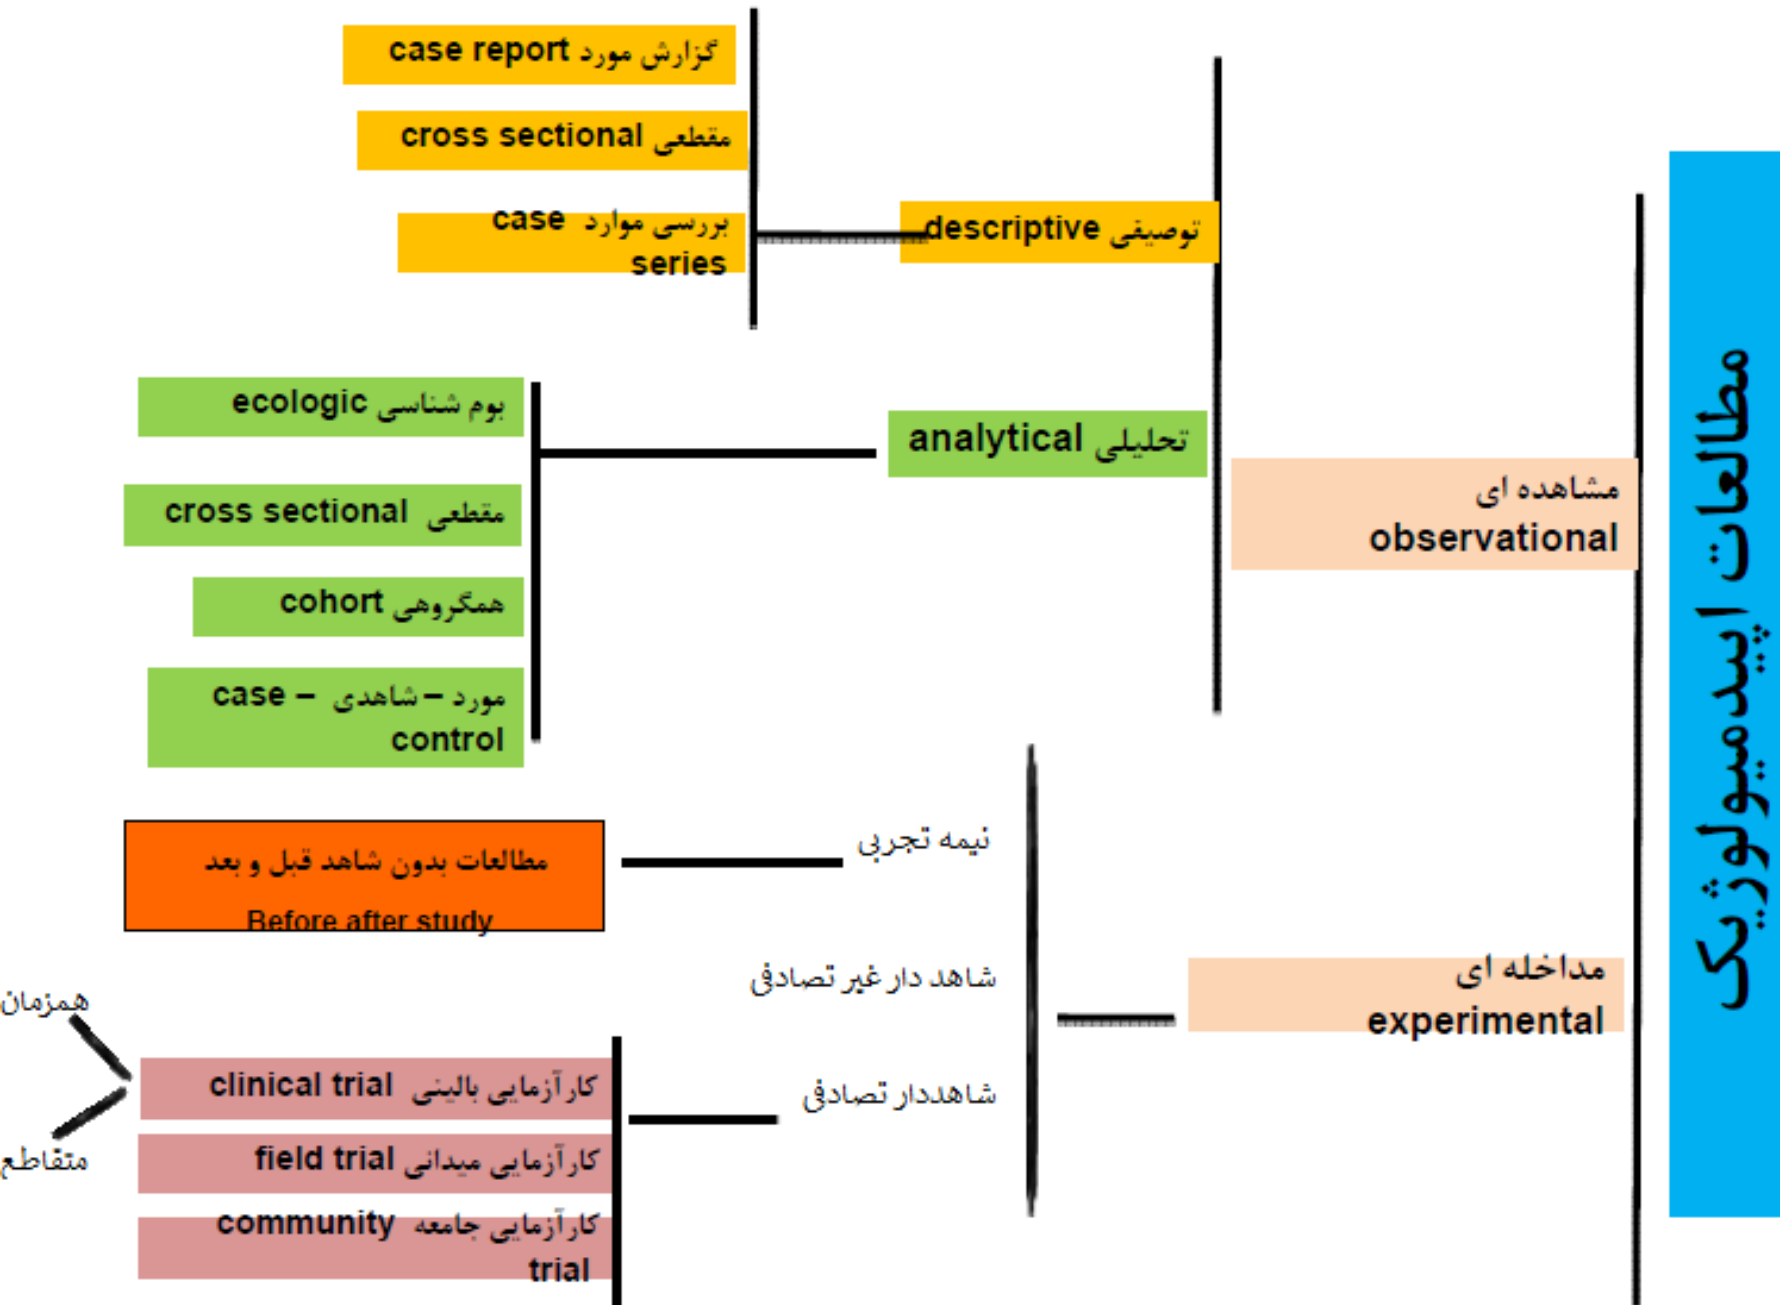 مطالعات اپیدمیولوژیک
مشاهده ای
observational
توصیفی descriptive
گزارش مورد case report
مقطعی cross sectional
بررسی موارد case
series
تحلیلی analytical
بوم شناسی ecologic
مقطعی cross sectional
همگروهی cohort
مورد – شاهدی – case
control
مداخله ای
experimental
نیمه تجربی
مطالعات بدون شاهد قبل و بعد
Before after study
شاهد دار غیر تصادفی
شاهددار تصادفی
کارآزمایی بالینی clinical trial
همزمان
متقاطع
کارآزمایی میدانی field trial
کارآزمایی جامعه community
trial